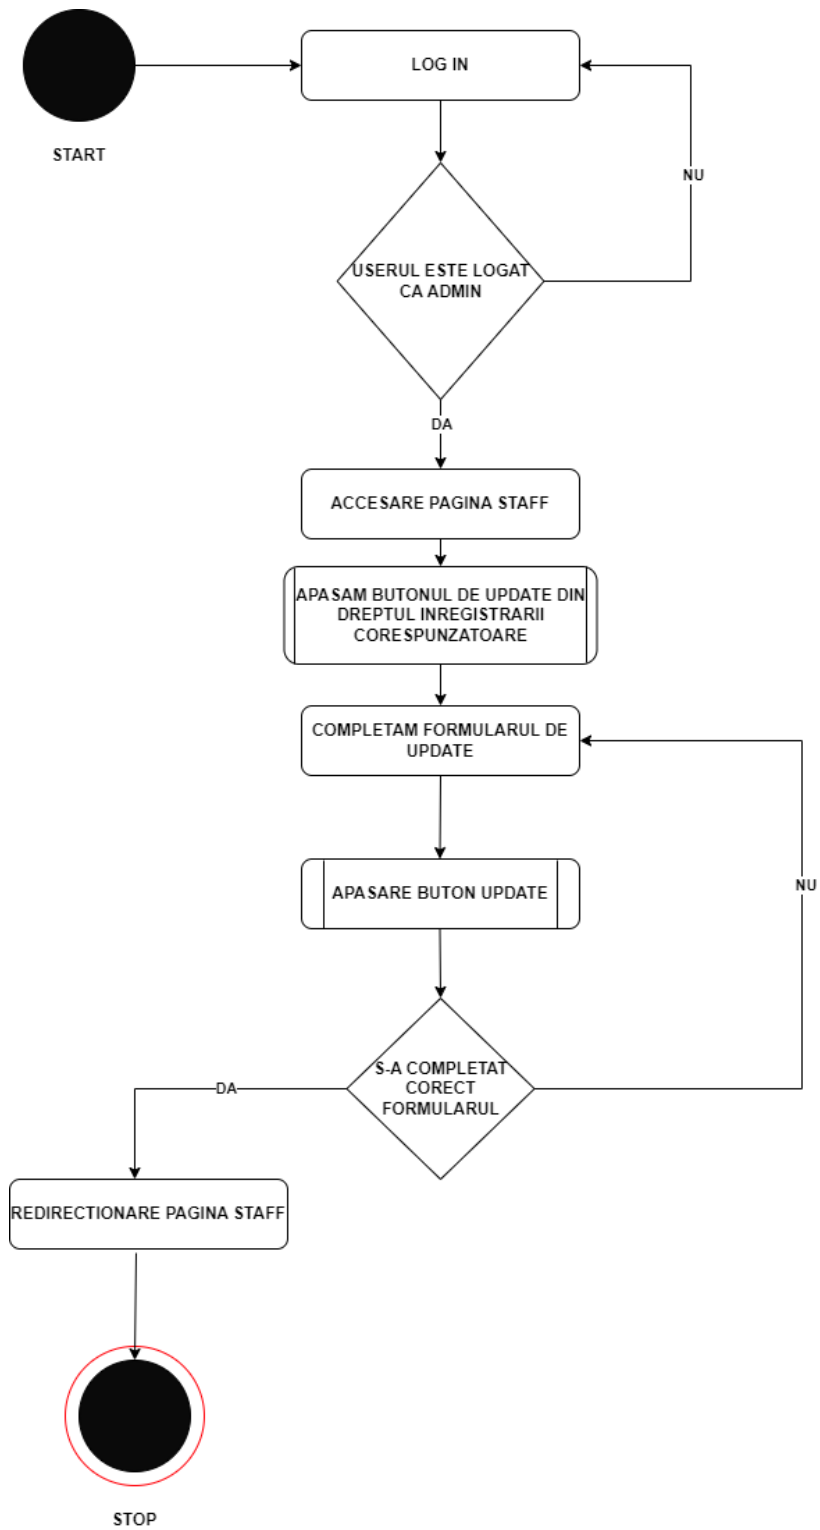 LOG IN
START
NU
USERUL ESTE LOGAT
CA ADMIN
DA
ACCESARE PAGINA STAFF
APASAM BUTONUL DE UPDATE DIN
DREPTUL INREGISTRARII
CORESPUNZATOARE
COMPLETAM FORMULARUL DE
UPDATE
NU
APASARE BUTON UPDATE
S-A COMPLETAT
CORECT
FORMULARUL
DA
REDIRECTIONARE PAGINA STAFF
STOP